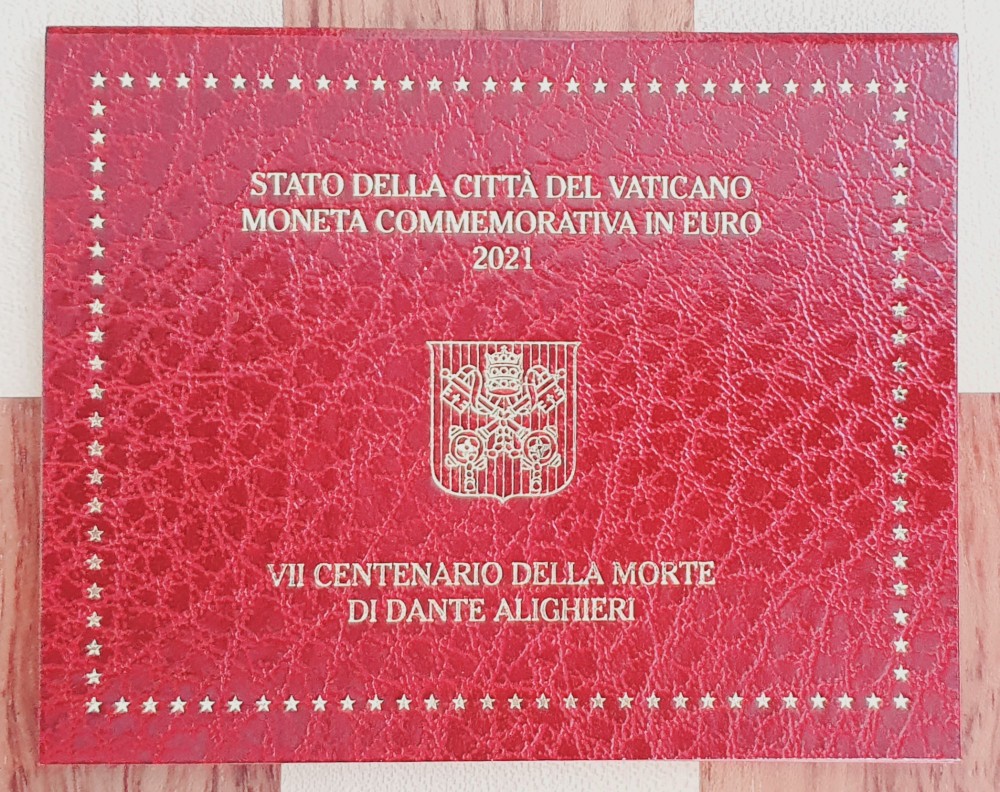 STATO DELLA CITTÀ DEL VATICANO
MONETA COMMEMORATIVA IN EURO
2021
VII CENTENARIO DELLA MORTE
DI DANTE ALIGHIERI